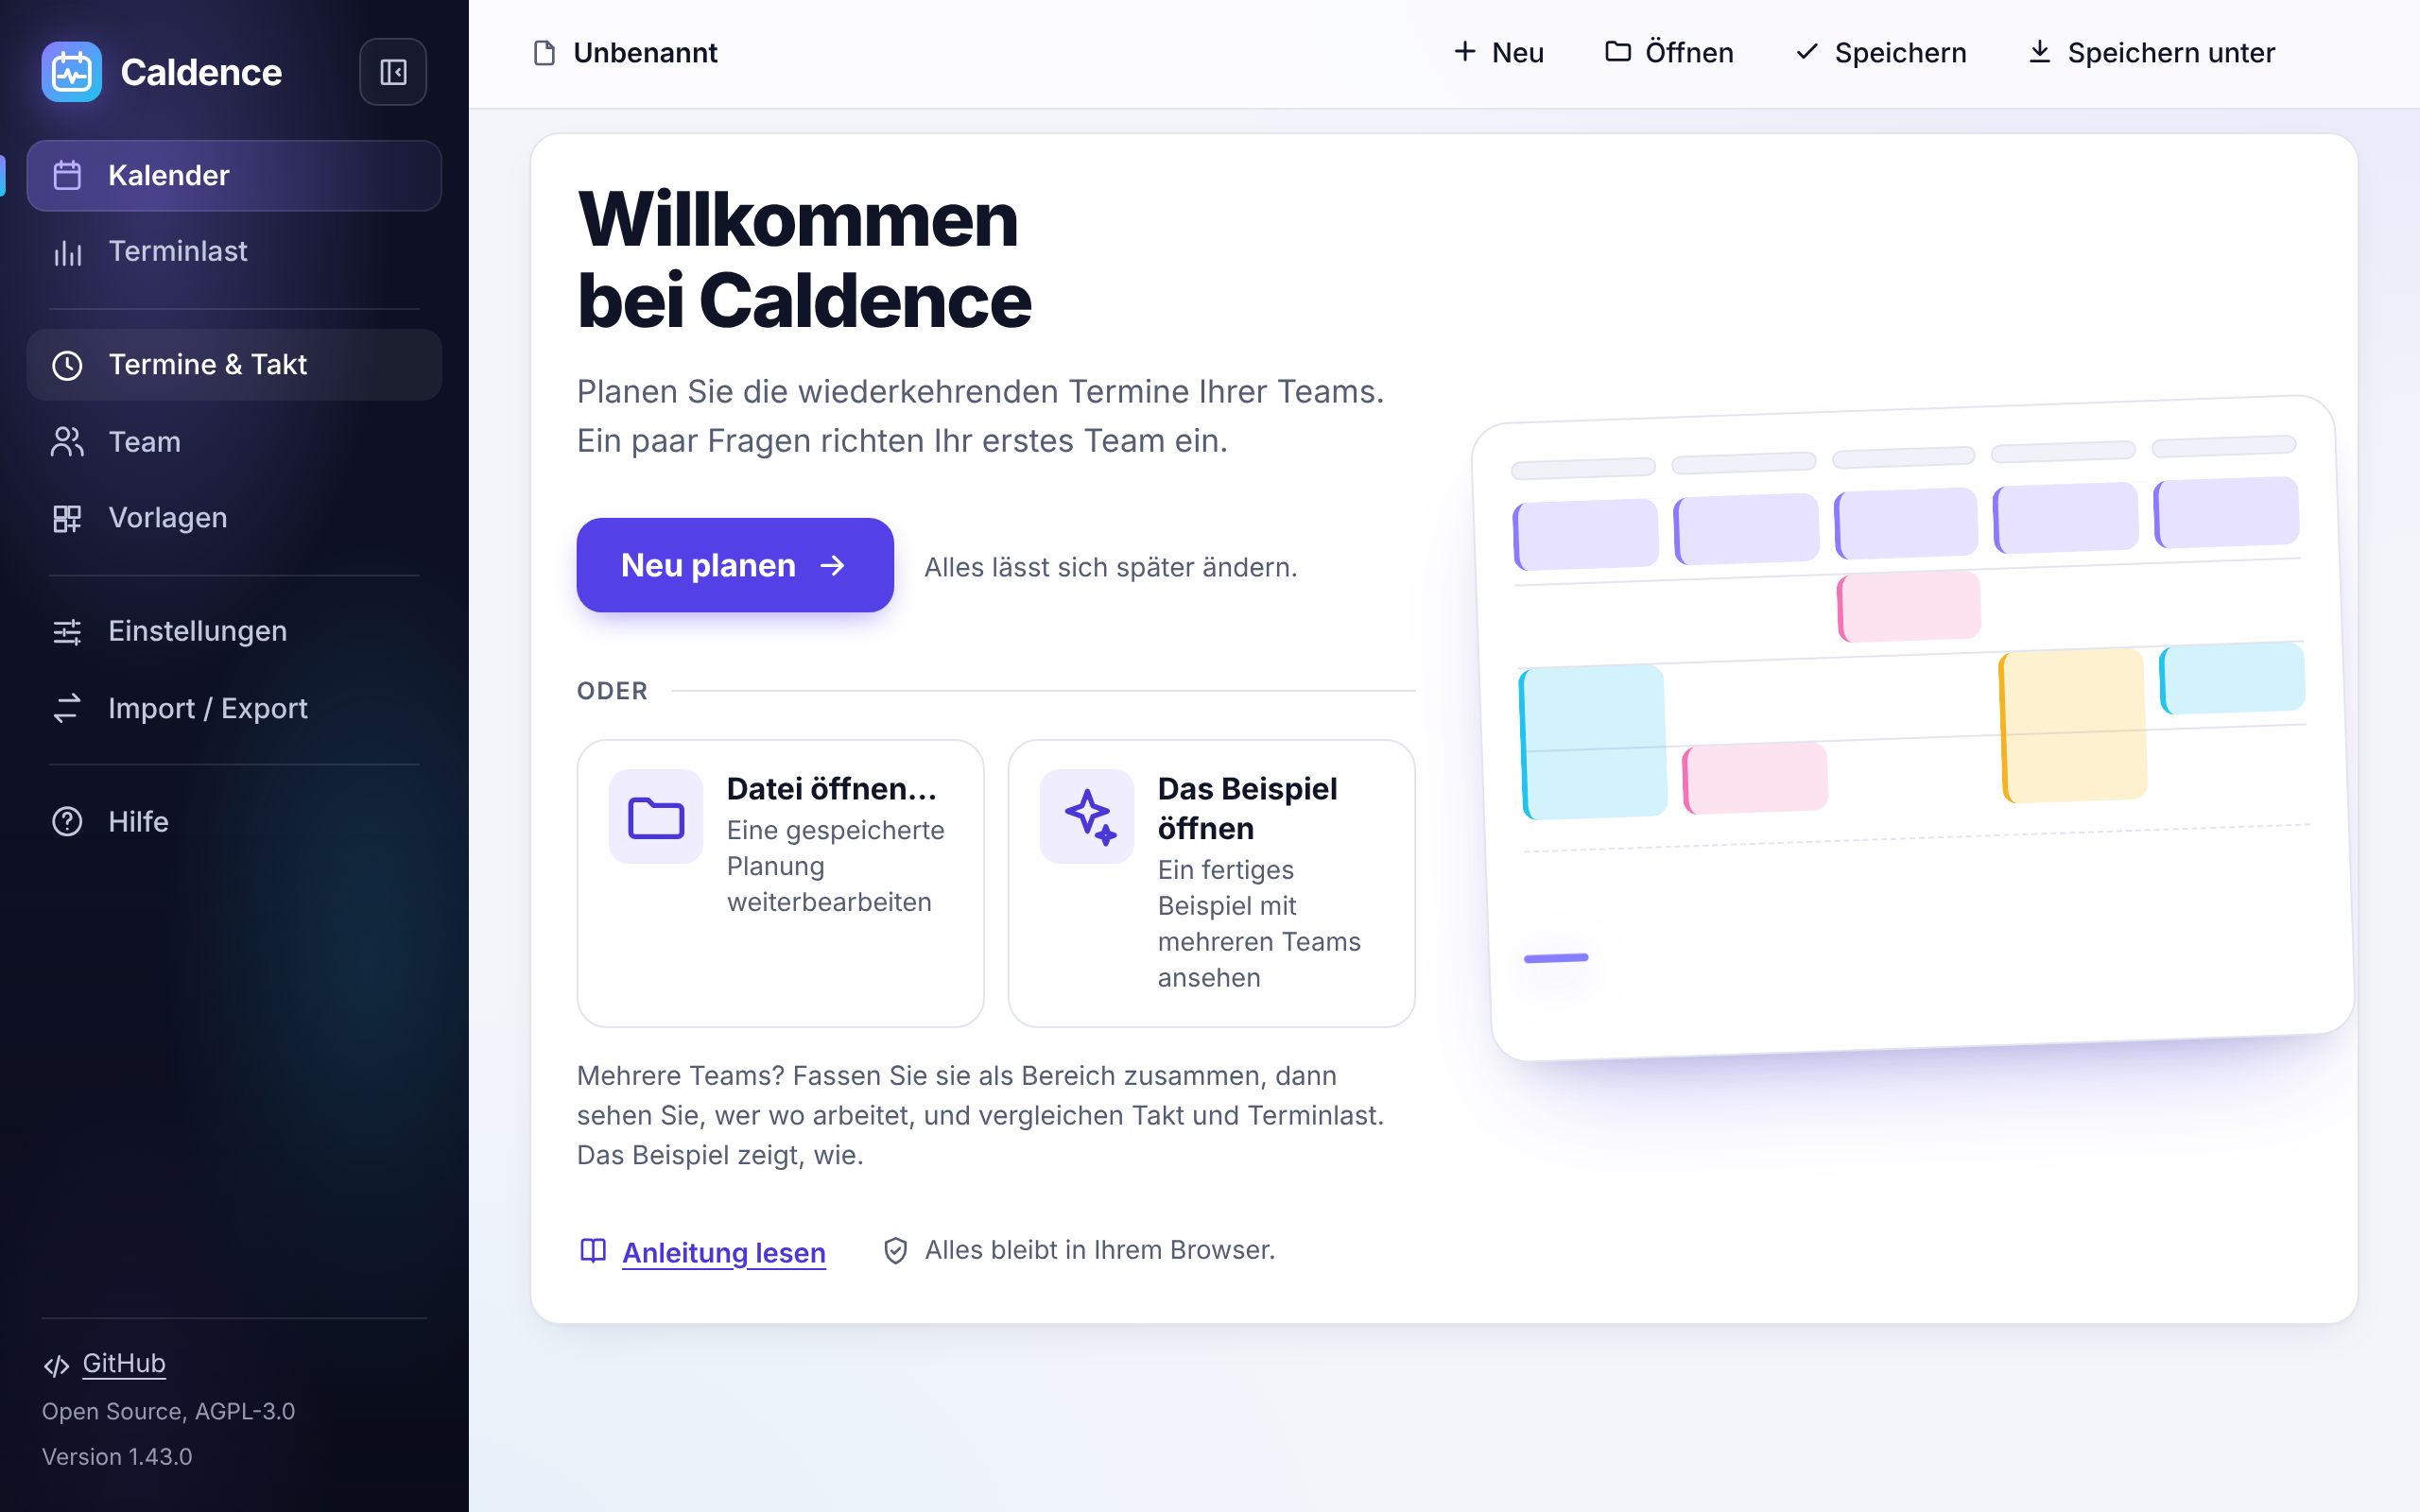 Caldence
Kalender
Terminlast
Termine & Takt
Team
Vorlagen
Einstellungen
Import / Export
Hilfe
GitHub
Open Source, AGPL-3.0
Version 1.43.0
Unbenannt
Neu
Öffnen
Speichern
Speichern unter
Willkommen
bei Caldence
Planen Sie die wiederkehrenden Termine Ihrer Teams.
Ein paar Fragen richten Ihr erstes Team ein.
Neu planen
Alles lässt sich später ändern.
ODER
Datei öffnen…
Eine gespeicherte
Planung
weiterbearbeiten
Das Beispiel
öffnen
Ein fertiges
Beispiel mit
mehreren Teams
ansehen
Mehrere Teams? Fassen Sie sie als Bereich zusammen, dann
sehen Sie, wer wo arbeitet, und vergleichen Takt und Terminlast.
Das Beispiel zeigt, wie.
Anleitung lesen
Alles bleibt in Ihrem Browser.